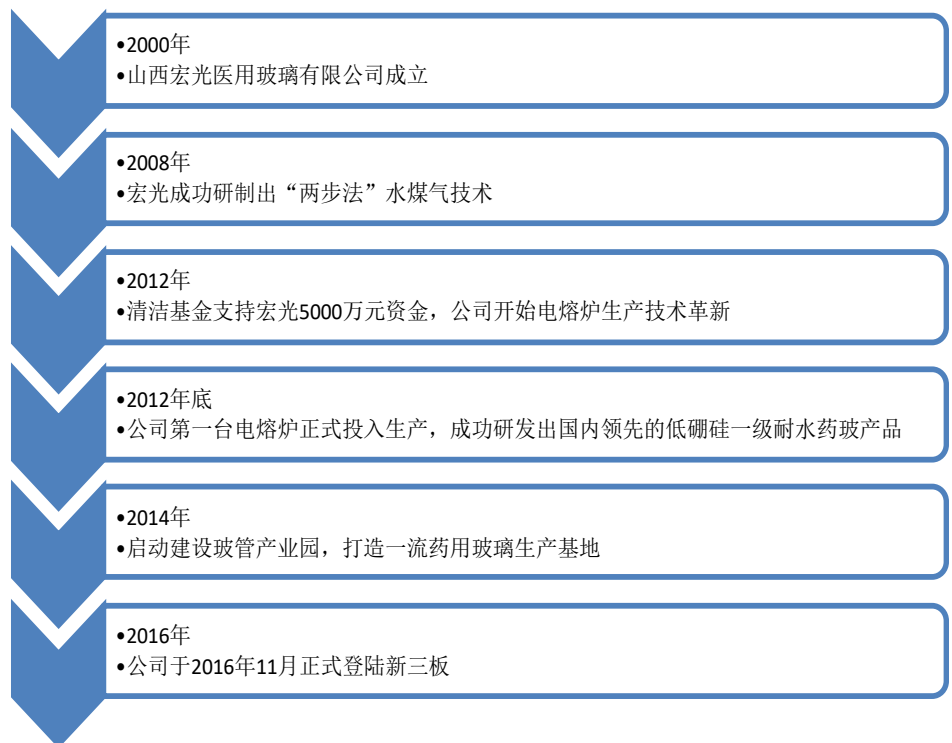 •2000年
•山西宏光医用玻璃有限公司成立
•2008年
•宏光成功研制出“两步法”水煤气技术
•2012年
•清洁基金支持宏光5000万元资金，公司开始电熔炉生产技术革新
•2012年底
•公司第一台电熔炉正式投入生产，成功研发出国内领先的低硼硅一级耐水药玻产品
•2014年
•启动建设玻管产业园，打造一流药用玻璃生产基地
•2016年
•公司于2016年11月正式登陆新三板